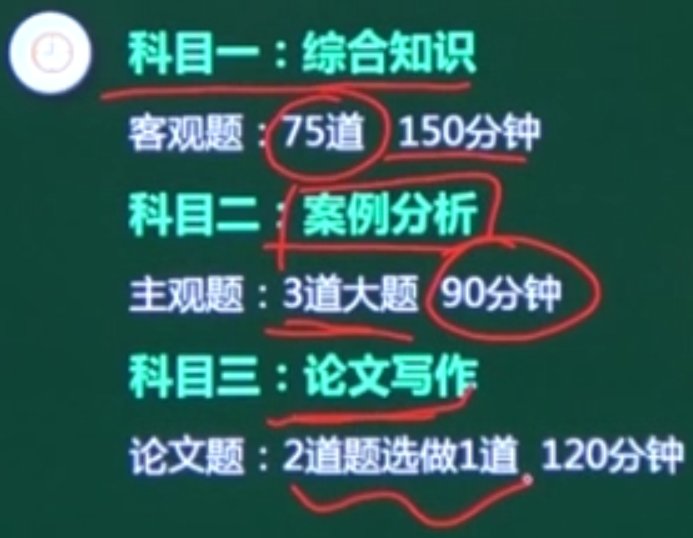 科目一：综合知识
客观题：75道 150分钟
科目二：案例分析
主观题：3道大题 90分钟
科目三：论文写作
论文题：2道题选做1道 120分钟